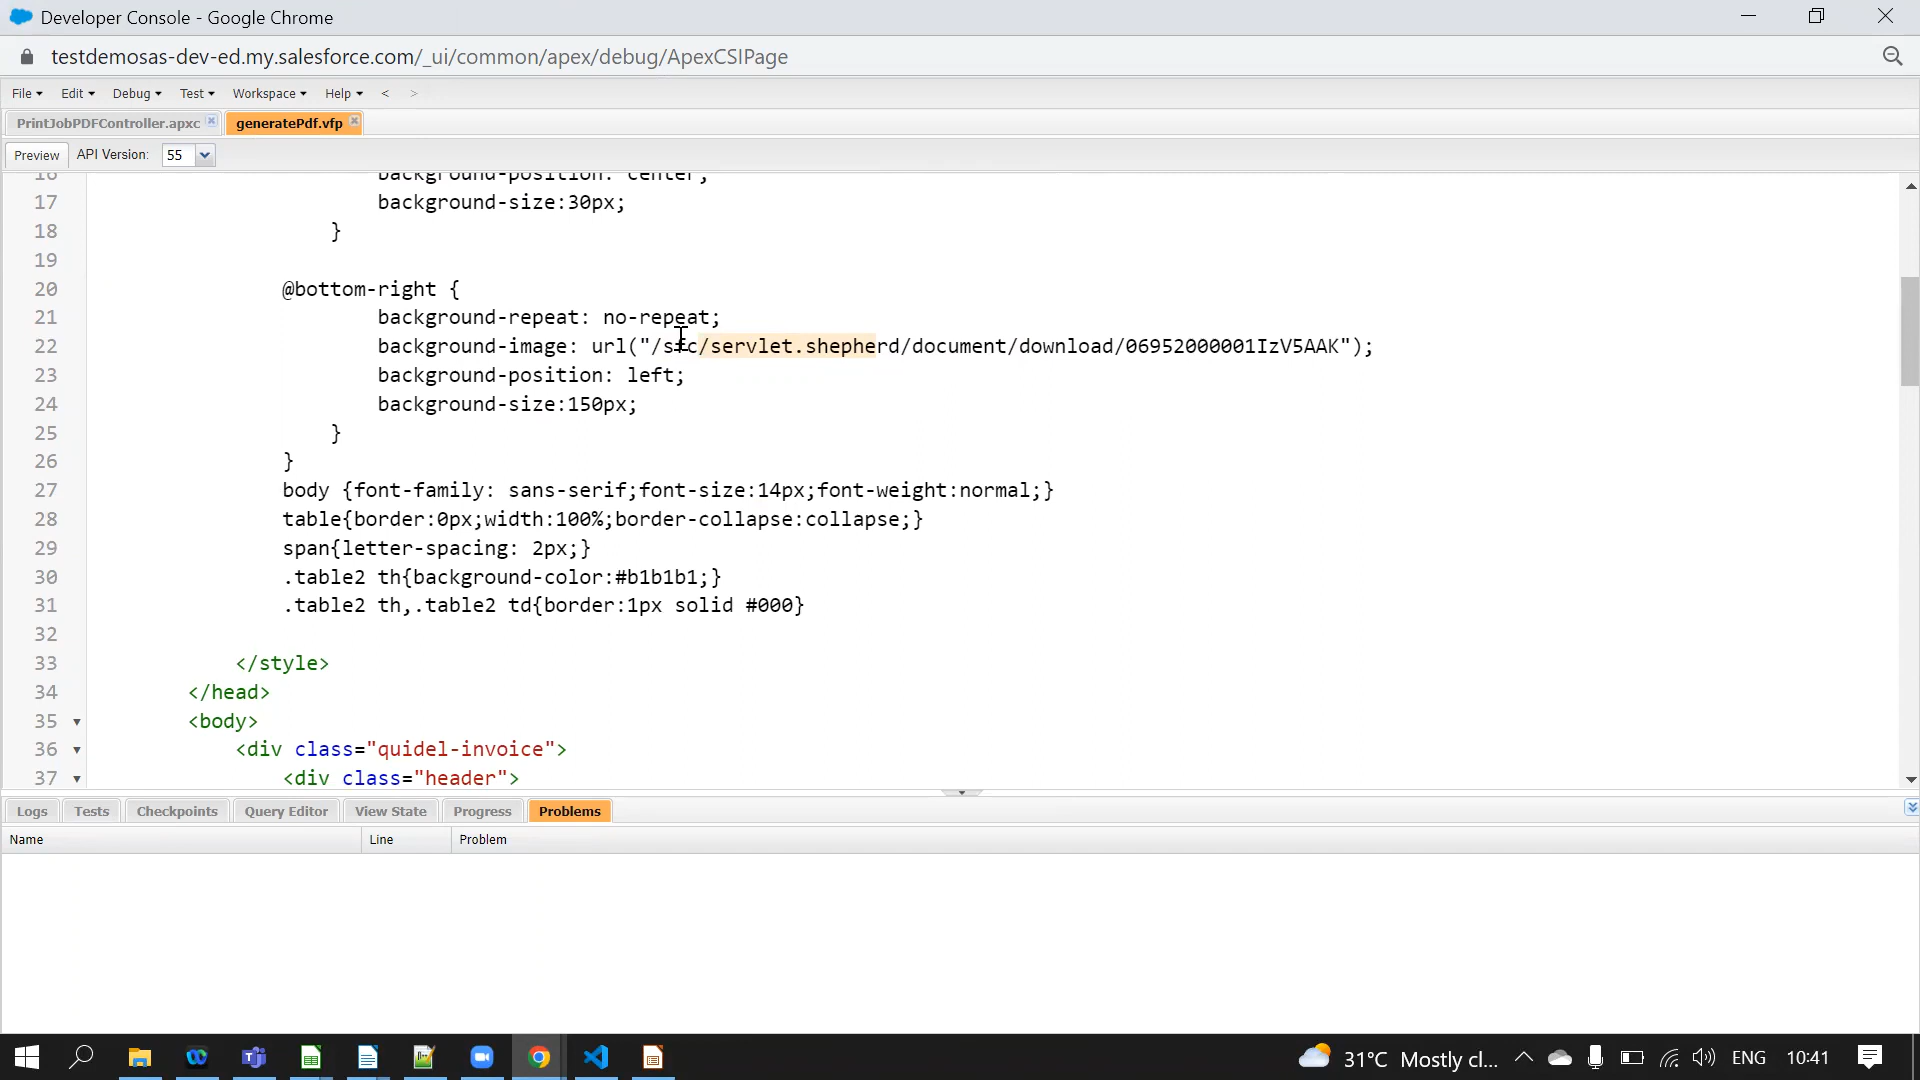 Developer Console - Google Chrome
testdemosas-dev-ed.my.salesforce.com/_ui/common/apex/debug/ApexCSIPage
File Edit Debug Test Workspace Help < >
PrintJobPDFController.apxc generatePdf.vfp
Preview API Version: 55
16 background-position: center;
17 background-size:30px;
18 }
19
20 @bottom-right {
21 background-repeat: no-repeat;
22 background-image: url("/sfc/servlet.shepherd/document/download/06952000001IzV5AAK");
23 background-position: left;
24 background-size:150px;
25 }
26 }
27 body {font-family: sans-serif;font-size:14px;font-weight:normal;}
28 table{border:0px;width:100%;border-collapse:collapse;}
29 span{letter-spacing: 2px;}
30 .table2 th{background-color:#b1b1b1;}
31 .table2 th,.table2 td{border:1px solid #000}
32
33 </style>
34 </head>
35 <body>
36 <div class="quidel-invoice">
37 <div class="header">
Logs Tests Checkpoints Query Editor View State Progress Problems
Name Line Problem
31°C Mostly cl... ENG 10:41